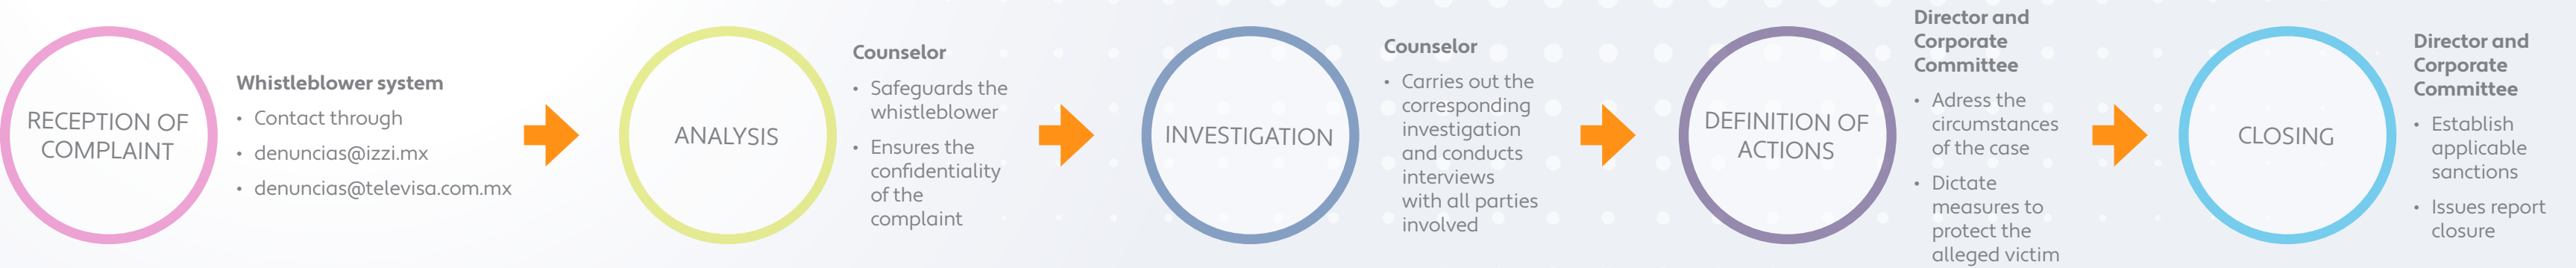 RECEPTION OF
COMPLAINT
Whistleblower system
• Contact through
• denuncias@izzi.mx
• denuncias@televisa.com.mx
ANALYSIS
Counselor
• Safeguards the
whistleblower
• Ensures the
confidentiality
of the
complaint
INVESTIGATION
Counselor
• Carries out the
corresponding
investigation
and conducts
interviews
with all parties
involved
DEFINITION OF
ACTIONS
Director and
Corporate
Committee
• Adress the
circumstances
of the case
• Dictate
measures to
protect the
alleged victim
CLOSING
Director and
Corporate
Committee
• Establish
applicable
sanctions
• Issues report
closure